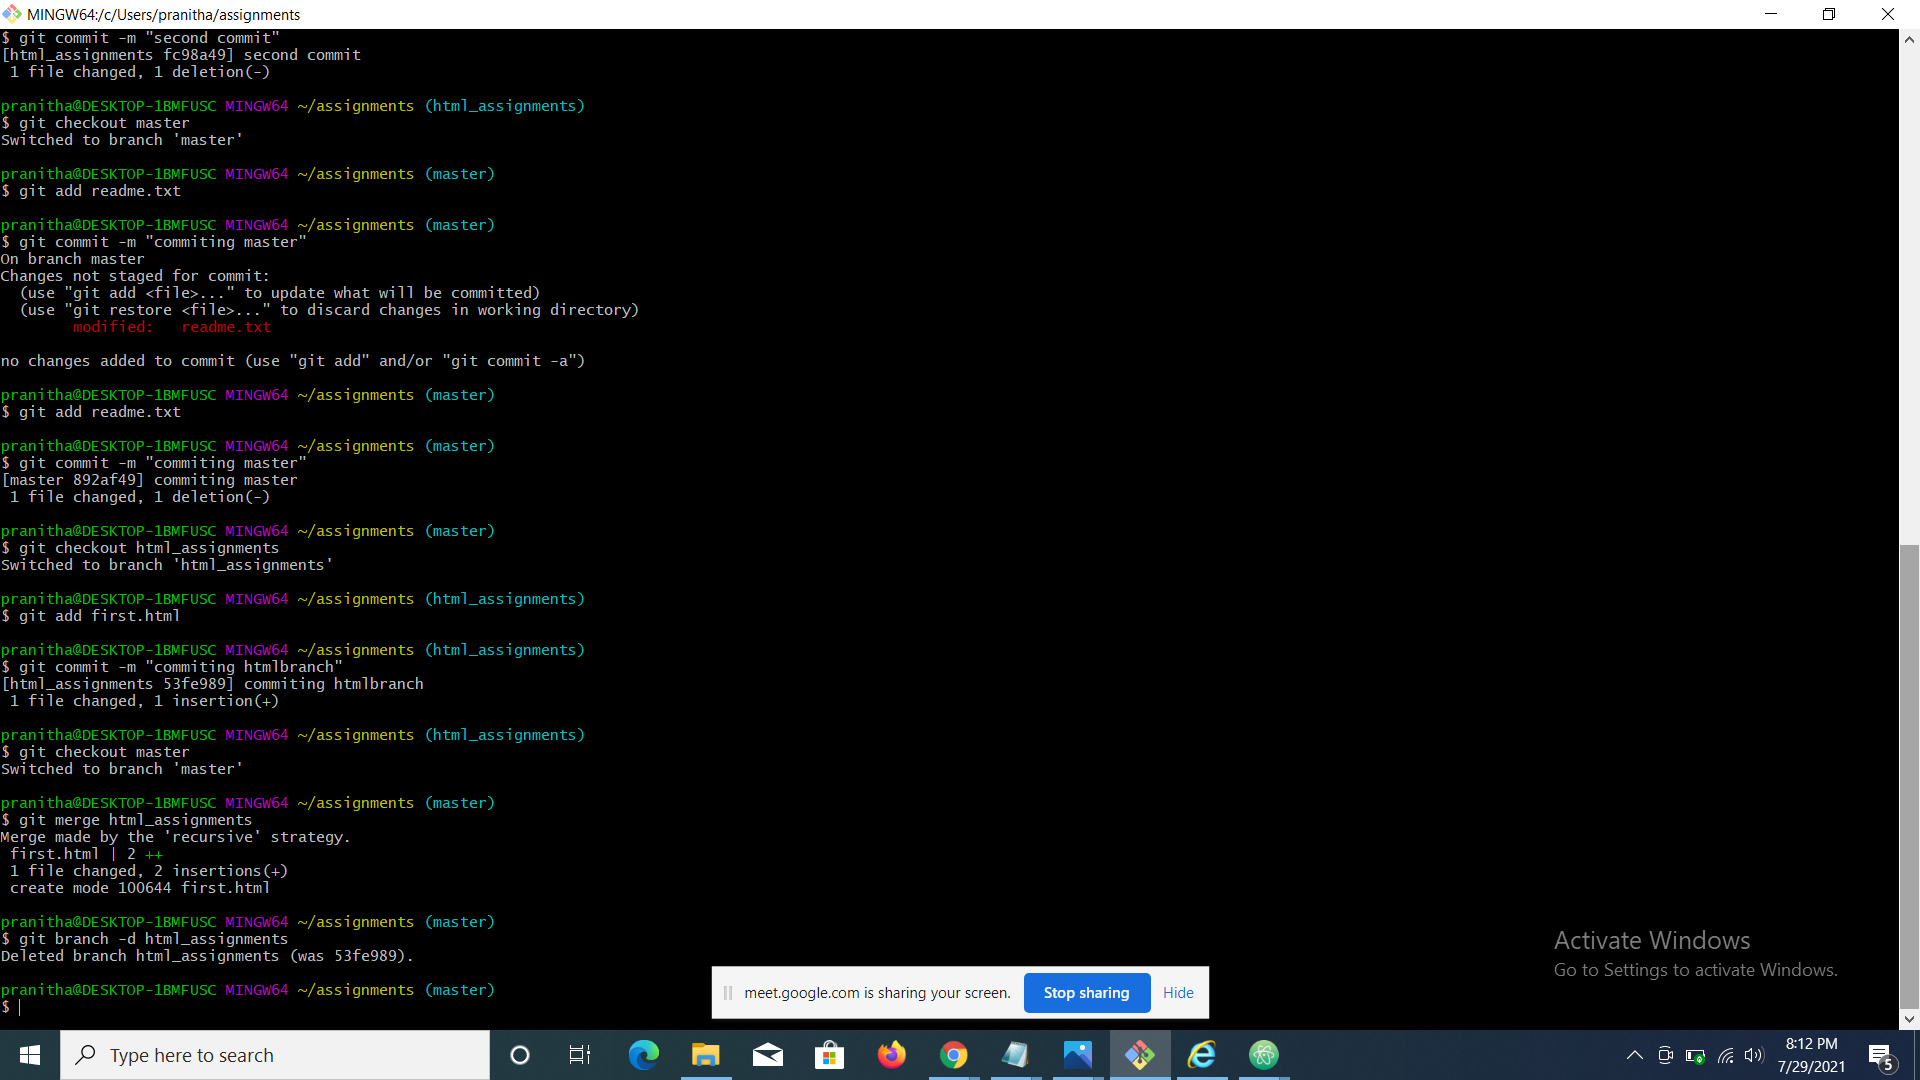 MINGW64:/c/Users/pranitha/assignments
$ git commit -m "second commit"
[html_assignments fc98a49] second commit
 1 file changed, 1 deletion(-)
pranitha@DESKTOP-1BMFUSC MINGW64 ~/assignments (html_assignments)
$ git checkout master
Switched to branch 'master'
pranitha@DESKTOP-1BMFUSC MINGW64 ~/assignments (master)
$ git add readme.txt
pranitha@DESKTOP-1BMFUSC MINGW64 ~/assignments (master)
$ git commit -m "commiting master"
On branch master
Changes not staged for commit:
  (use "git add <file>..." to update what will be committed)
  (use "git restore <file>..." to discard changes in working directory)
        modified:   readme.txt
no changes added to commit (use "git add" and/or "git commit -a")
pranitha@DESKTOP-1BMFUSC MINGW64 ~/assignments (master)
$ git add readme.txt
pranitha@DESKTOP-1BMFUSC MINGW64 ~/assignments (master)
$ git commit -m "commiting master"
[master 892af49] commiting master
 1 file changed, 1 deletion(-)
pranitha@DESKTOP-1BMFUSC MINGW64 ~/assignments (master)
$ git checkout html_assignments
Switched to branch 'html_assignments'
pranitha@DESKTOP-1BMFUSC MINGW64 ~/assignments (html_assignments)
$ git add first.html
pranitha@DESKTOP-1BMFUSC MINGW64 ~/assignments (html_assignments)
$ git commit -m "commiting htmlbranch"
[html_assignments 53fe989] commiting htmlbranch
 1 file changed, 1 insertion(+)
pranitha@DESKTOP-1BMFUSC MINGW64 ~/assignments (html_assignments)
$ git checkout master
Switched to branch 'master'
pranitha@DESKTOP-1BMFUSC MINGW64 ~/assignments (master)
$ git merge html_assignments
Merge made by the 'recursive' strategy.
 first.html | 2 ++
 1 file changed, 2 insertions(+)
 create mode 100644 first.html
pranitha@DESKTOP-1BMFUSC MINGW64 ~/assignments (master)
$ git branch -d html_assignments
Deleted branch html_assignments (was 53fe989).
pranitha@DESKTOP-1BMFUSC MINGW64 ~/assignments (master)
$
Activate Windows
Go to Settings to activate Windows.
meet.google.com is sharing your screen. Stop sharing Hide
Type here to search
8:12 PM
7/29/2021
5